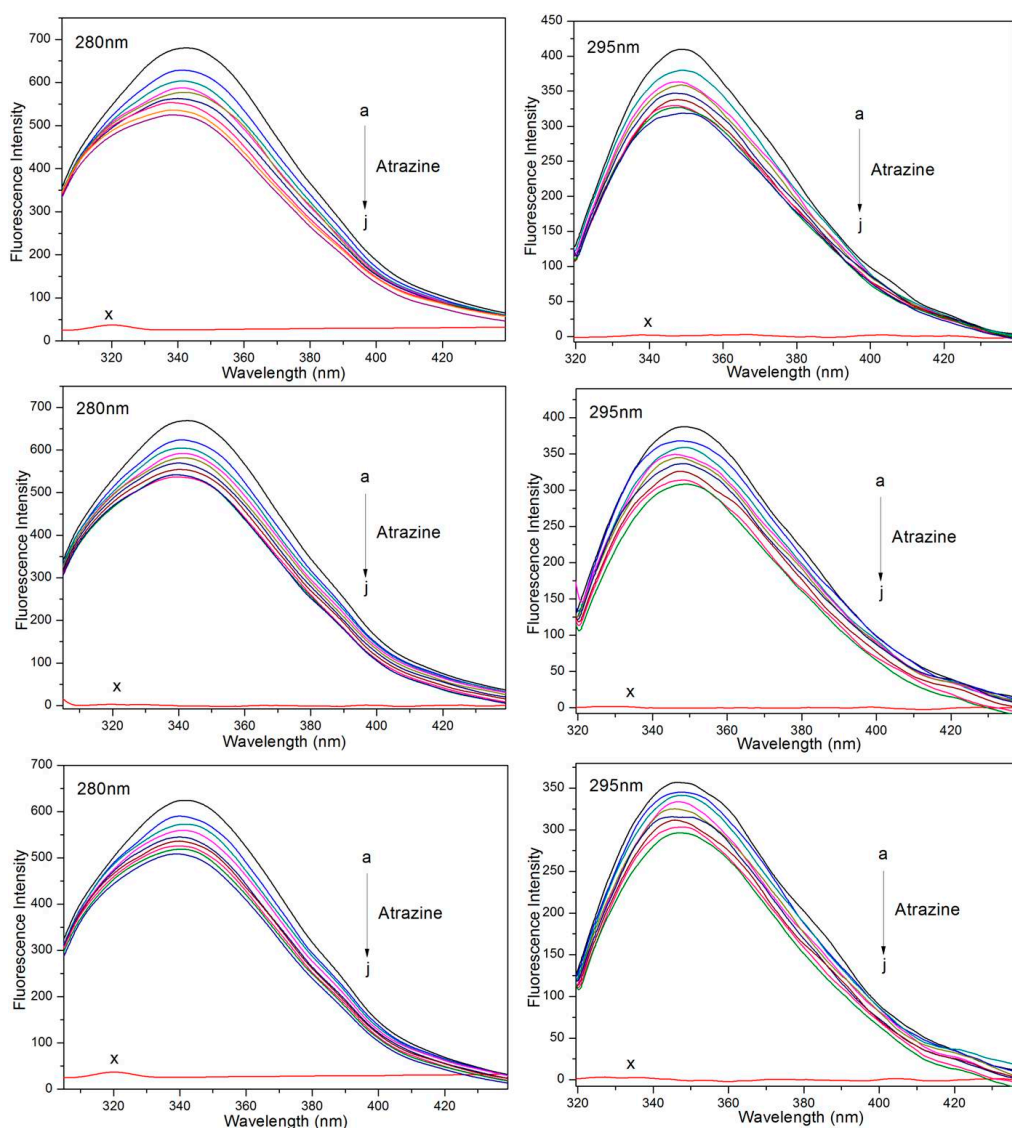 280nm
a
Atrazine
j
x
Fluorescence Intensity
0
100
200
300
400
500
600
700
320
340
360
380
400
420
Wavelength (nm)
295nm
a
Atrazine
j
x
Fluorescence Intensity
0
50
100
150
200
250
300
350
400
450
320
340
360
380
400
420
Wavelength (nm)
280nm
a
Atrazine
j
x
Fluorescence Intensity
0
100
200
300
400
500
600
700
320
340
360
380
400
420
Wavelength (nm)
295nm
a
Atrazine
j
x
Fluorescence Intensity
0
50
100
150
200
250
300
350
400
320
340
360
380
400
420
Wavelength (nm)
280nm
a
Atrazine
j
x
Fluorescence Intensity
0
100
200
300
400
500
600
700
320
340
360
380
400
420
Wavelength (nm)
295nm
a
Atrazine
j
x
Fluorescence Intensity
0
50
100
150
200
250
300
350
320
340
360
380
400
420
Wavelength (nm)